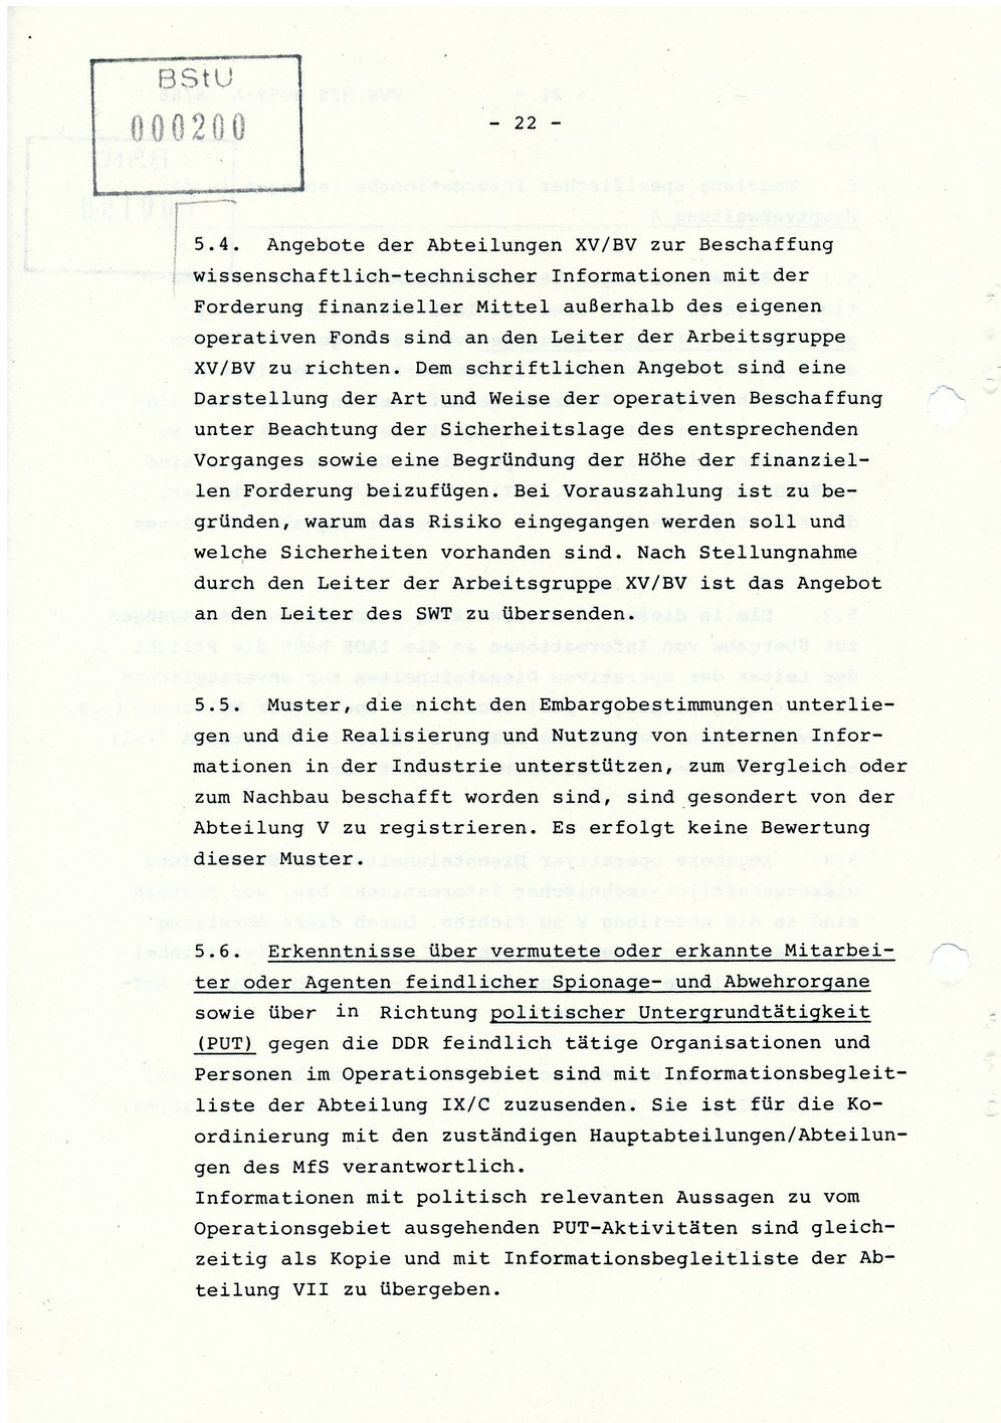 BStU
000200
- 22 -
5.4. Angebote der Abteilungen XV/BV zur Beschaffung
wissenschaftlich-technischer Informationen mit der
Forderung finanzieller Mittel außerhalb des eigenen
operativen Fonds sind an den Leiter der Arbeitsgruppe
XV/BV zu richten. Dem schriftlichen Angebot sind eine
Darstellung der Art und Weise der operativen Beschaffung
unter Beachtung der Sicherheitslage des entsprechenden
Vorganges sowie eine Begründung der Höhe der finanziel-
len Forderung beizufügen. Bei Vorauszahlung ist zu be-
gründen, warum das Risiko eingegangen werden soll und
welche Sicherheiten vorhanden sind. Nach Stellungnahme
durch den Leiter der Arbeitsgruppe XV/BV ist das Angebot
an den Leiter des SWT zu übersenden.
5.5. Muster, die nicht den Embargobestimmungen unterlie-
gen und die Realisierung und Nutzung von internen Infor-
mationen in der Industrie unterstützen, zum Vergleich oder
zum Nachbau beschafft worden sind, sind gesondert von der
Abteilung V zu registrieren. Es erfolgt keine Bewertung
dieser Muster.
5.6. Erkenntnisse über vermutete oder erkannte Mitarbei-
ter oder Agenten feindlicher Spionage- und Abwehrorgane
sowie über in Richtung politischer Untergrundtätigkeit
(PUT) gegen die DDR feindlich tätige Organisationen und
Personen im Operationsgebiet sind mit Informationsbegleit-
liste der Abteilung IX/C zuzusenden. Sie ist für die Ko-
ordinierung mit den zuständigen Hauptabteilungen/Abteilun-
gen des MfS verantwortlich.
Informationen mit politisch relevanten Aussagen zu vom
Operationsgebiet ausgehenden PUT-Aktivitäten sind gleich-
zeitig als Kopie und mit Informationsbegleitliste der Ab-
teilung VII zu übergeben.